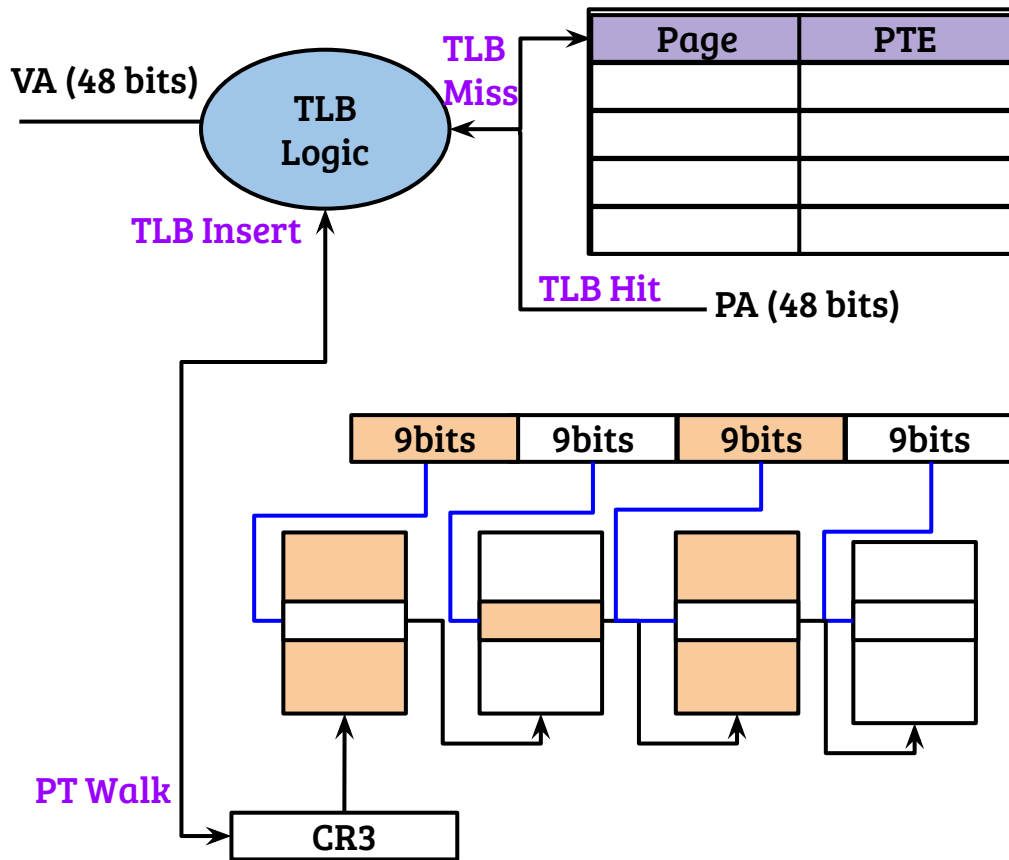 Page PTE
TLB
Miss
VA (48 bits)
TLB
Logic
TLB Insert
TLB Hit
PA (48 bits)
9bits 9bits 9bits 9bits
PT Walk
CR3